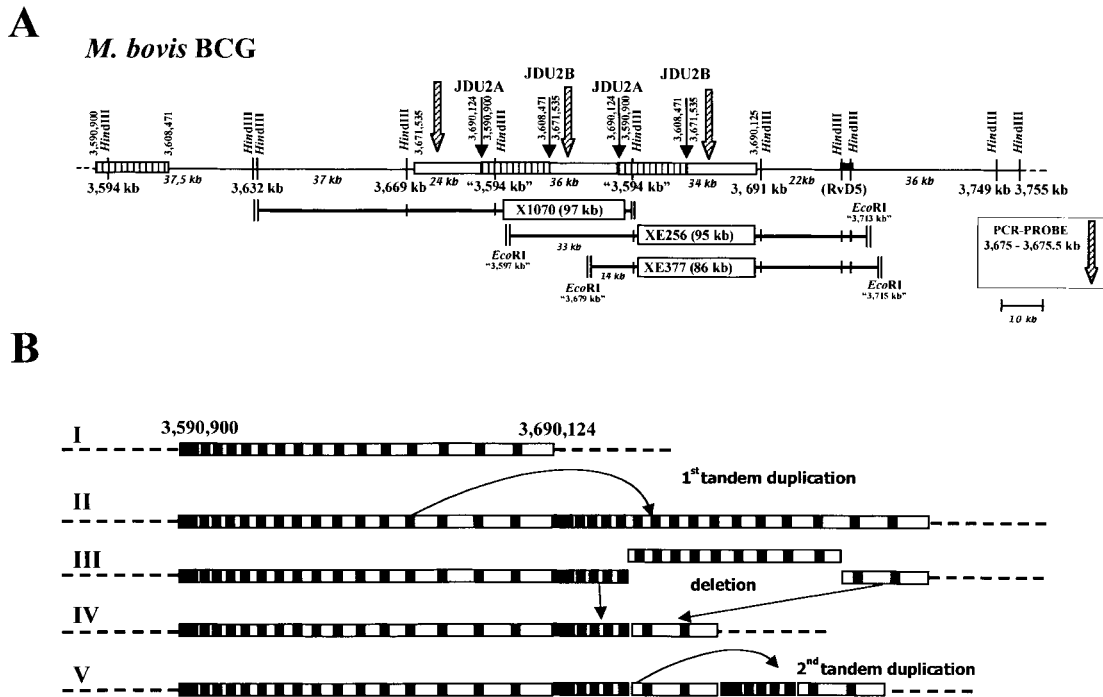 A
M. bovis BCG
JDU2A JDU2B JDU2A JDU2B
3,590,900 HindIII 3,608,471 HindIII HindIII HindIII 3,671,535 3,690,124 3,590,900 HindIII 3,608,471 3,671,535 3,690,124 3,590,900 HindIII 3,608,471 3,671,535 3,690,125 HindIII HindIII HindIII HindIII HindIII
3,594 kb 37,5 kb 3,632 kb 37 kb 3,669 kb 24 kb “3,594 kb” 36 kb “3,594 kb” 34 kb 3,691 kb 22kb (RvD5) 36 kb 3,749 kb 3,755 kb
X1070 (97 kb)
EcoRI
“3,713 kb”
XE256 (95 kb)
33 kb
EcoRI
“3,597 kb”
XE377 (86 kb)
14 kb
EcoRI
“3,679 kb”
EcoRI
“3,715 kb”
PCR-PROBE
3,675 - 3,675.5 kb
10 kb
B
3,590,900 3,690,124
I
1st tandem duplication
II
III
deletion
IV
V 2nd tandem duplication